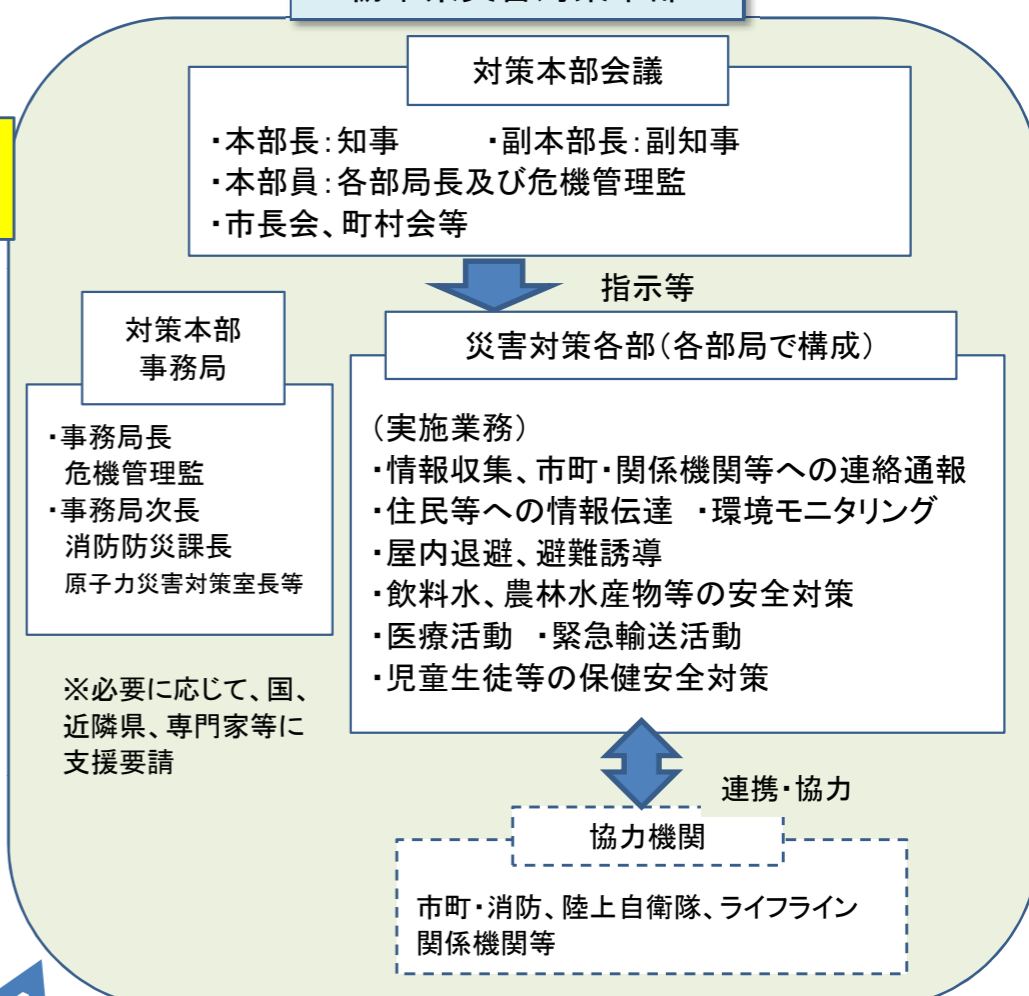 対策本部会議
・本部長：知事　　　・副本部長：副知事
・本部員：各部局長及び危機管理監
・市長会、町村会等
指示等
対策本部
事務局
・事務局長
危機管理監
・事務局次長
消防防災課長
原子力災害対策室長等
※必要に応じて、国、
近隣県、専門家等に
支援要請
災害対策各部（各部局で構成）
（実施業務）
・情報収集、市町・関係機関等への連絡通報
・住民等への情報伝達　・環境モニタリング
・屋内退避、避難誘導
・飲料水、農林水産物等の安全対策
・医療活動　・緊急輸送活動
・児童生徒等の保健安全対策
連携・協力
協力機関
市町・消防、陸上自衛隊、ライフライン
関係機関等